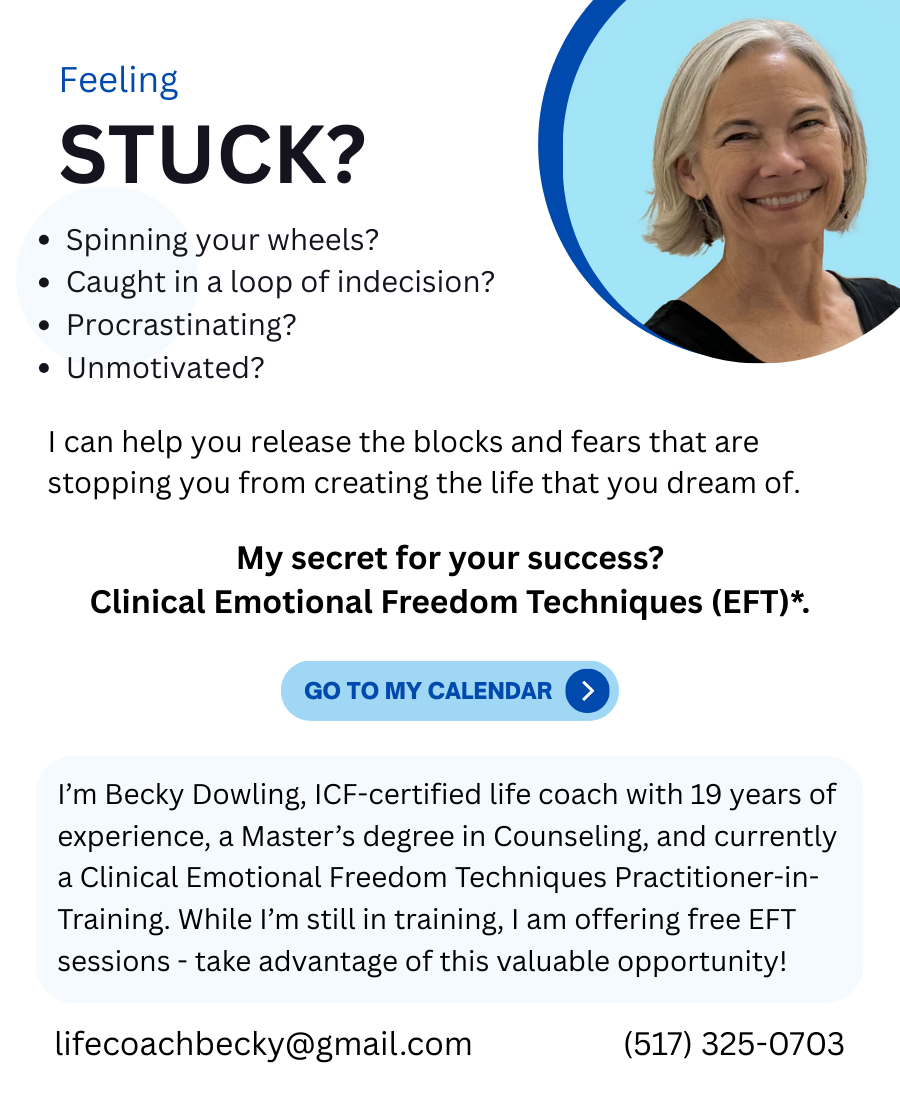 Feeling
STUCK?
• Spinning your wheels?
• Caught in a loop of indecision?
• Procrastinating?
• Unmotivated?
I can help you release the blocks and fears that are
stopping you from creating the life that you dream of.
My secret for your success?
Clinical Emotional Freedom Techniques (EFT)*.
GO TO MY CALENDAR
I’m Becky Dowling, ICF-certified life coach with 19 years of
experience, a Master’s degree in Counseling, and currently
a Clinical Emotional Freedom Techniques Practitioner-in-
Training. While I’m still in training, I am offering free EFT
sessions - take advantage of this valuable opportunity!
lifecoachbecky@gmail.com
(517) 325-0703